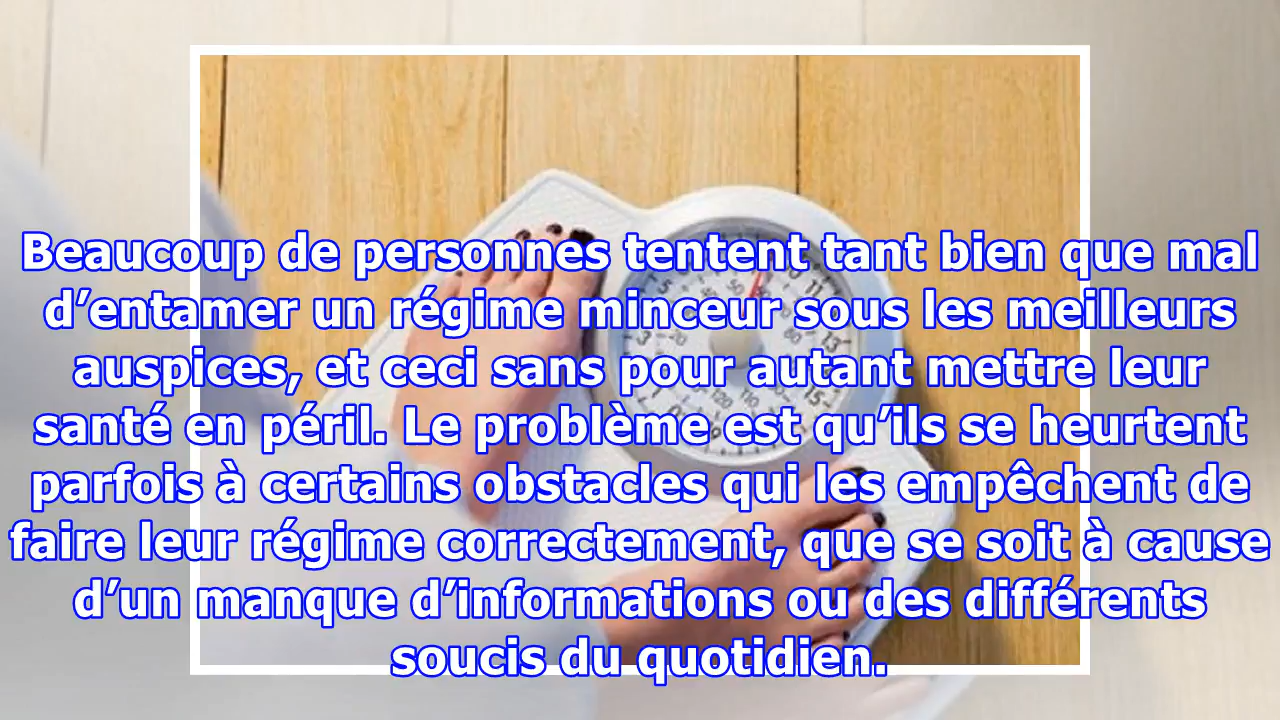 Beaucoup de personnes tentent tant bien que mal
d’entamer un régime minceur sous les meilleurs
auspices, et ceci sans pour autant mettre leur
santé en péril. Le problème est qu’ils se heurtent
parfois à certains obstacles qui les empêchent de
faire leur régime correctement, que se soit à cause
d’un manque d’informations ou des différents
soucis du quotidien.